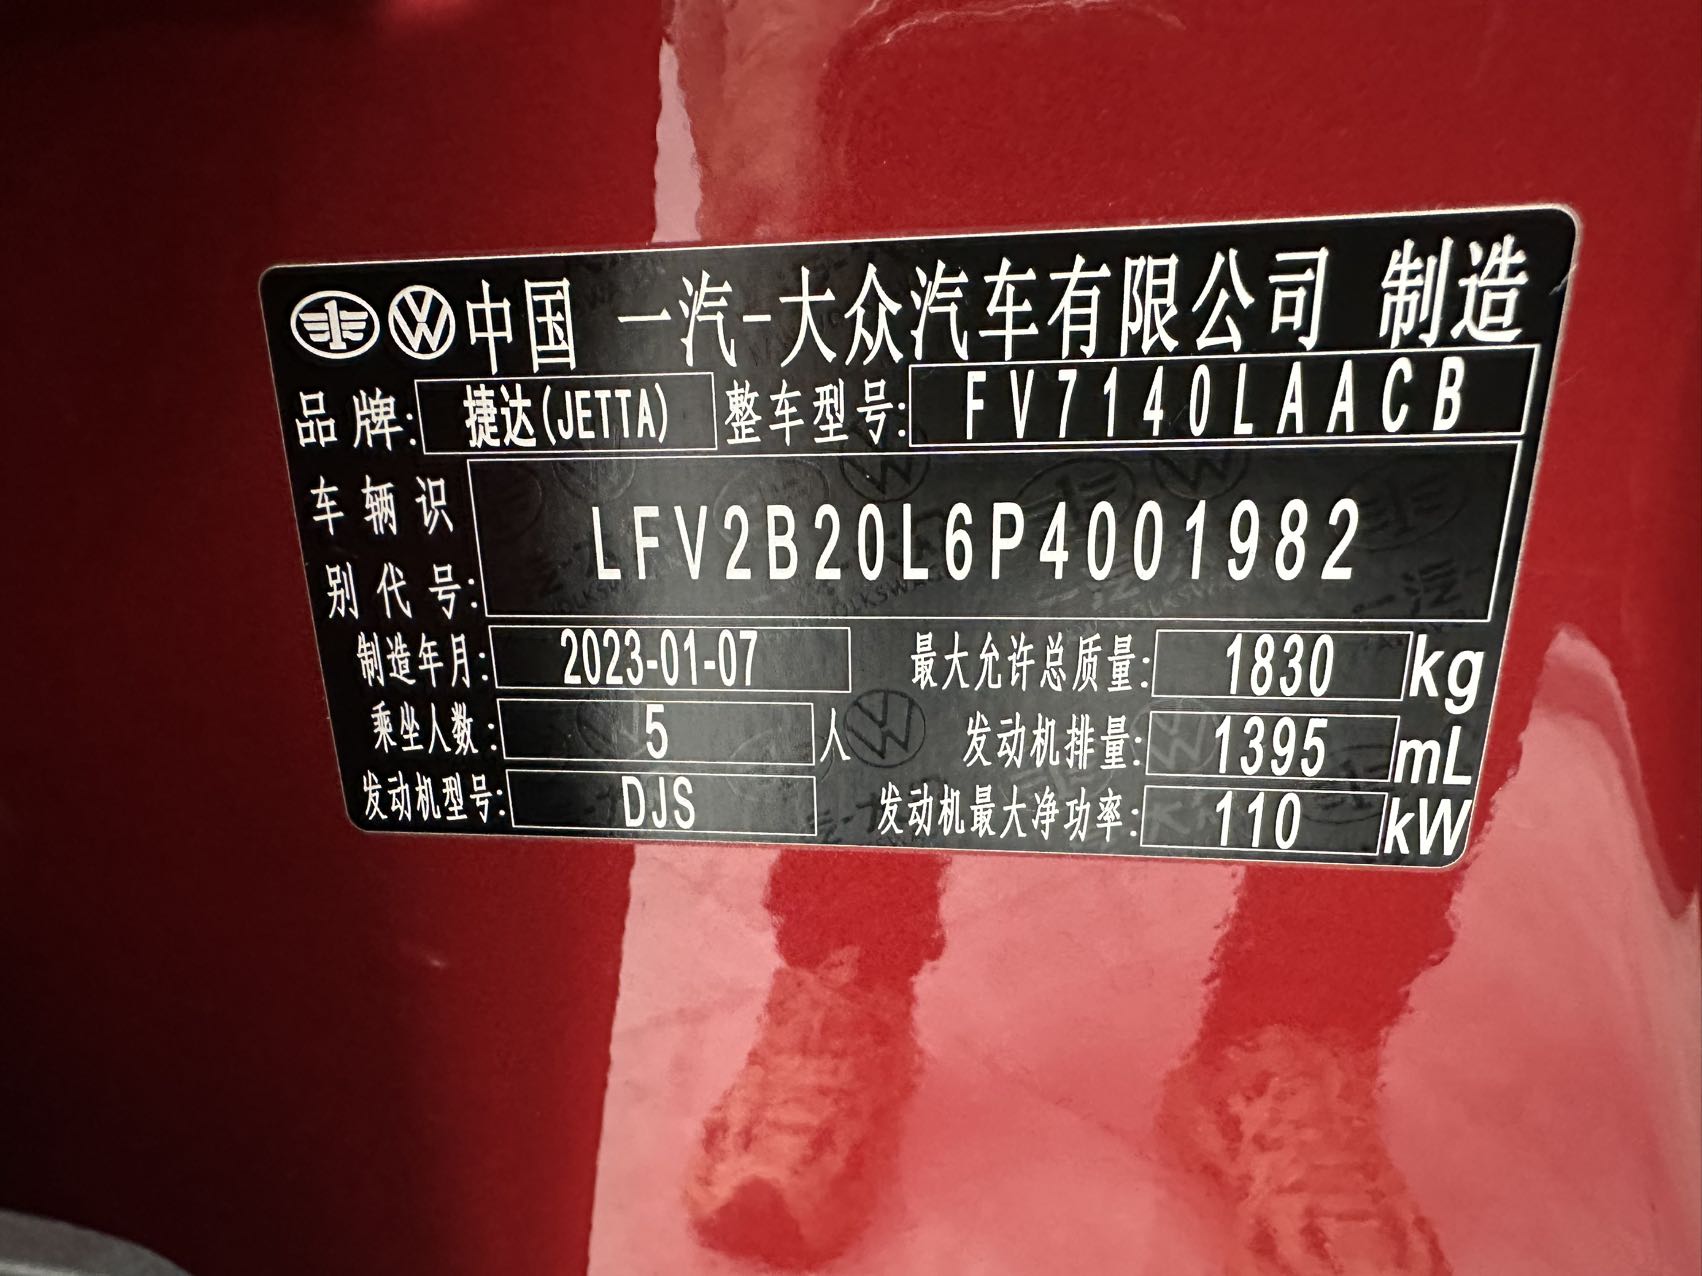 中国 一汽-大众汽车有限公司 制造
品牌: 捷达(JETTA) 整车型号: FV7140LAACB
车辆识别代号: LFV2B20L6P4001982
制造年月: 2023-01-07 最大允许总质量: 1830 kg
乘坐人数: 5 人 发动机排量: 1395 mL
发动机型号: DJS 发动机最大净功率: 110 kW